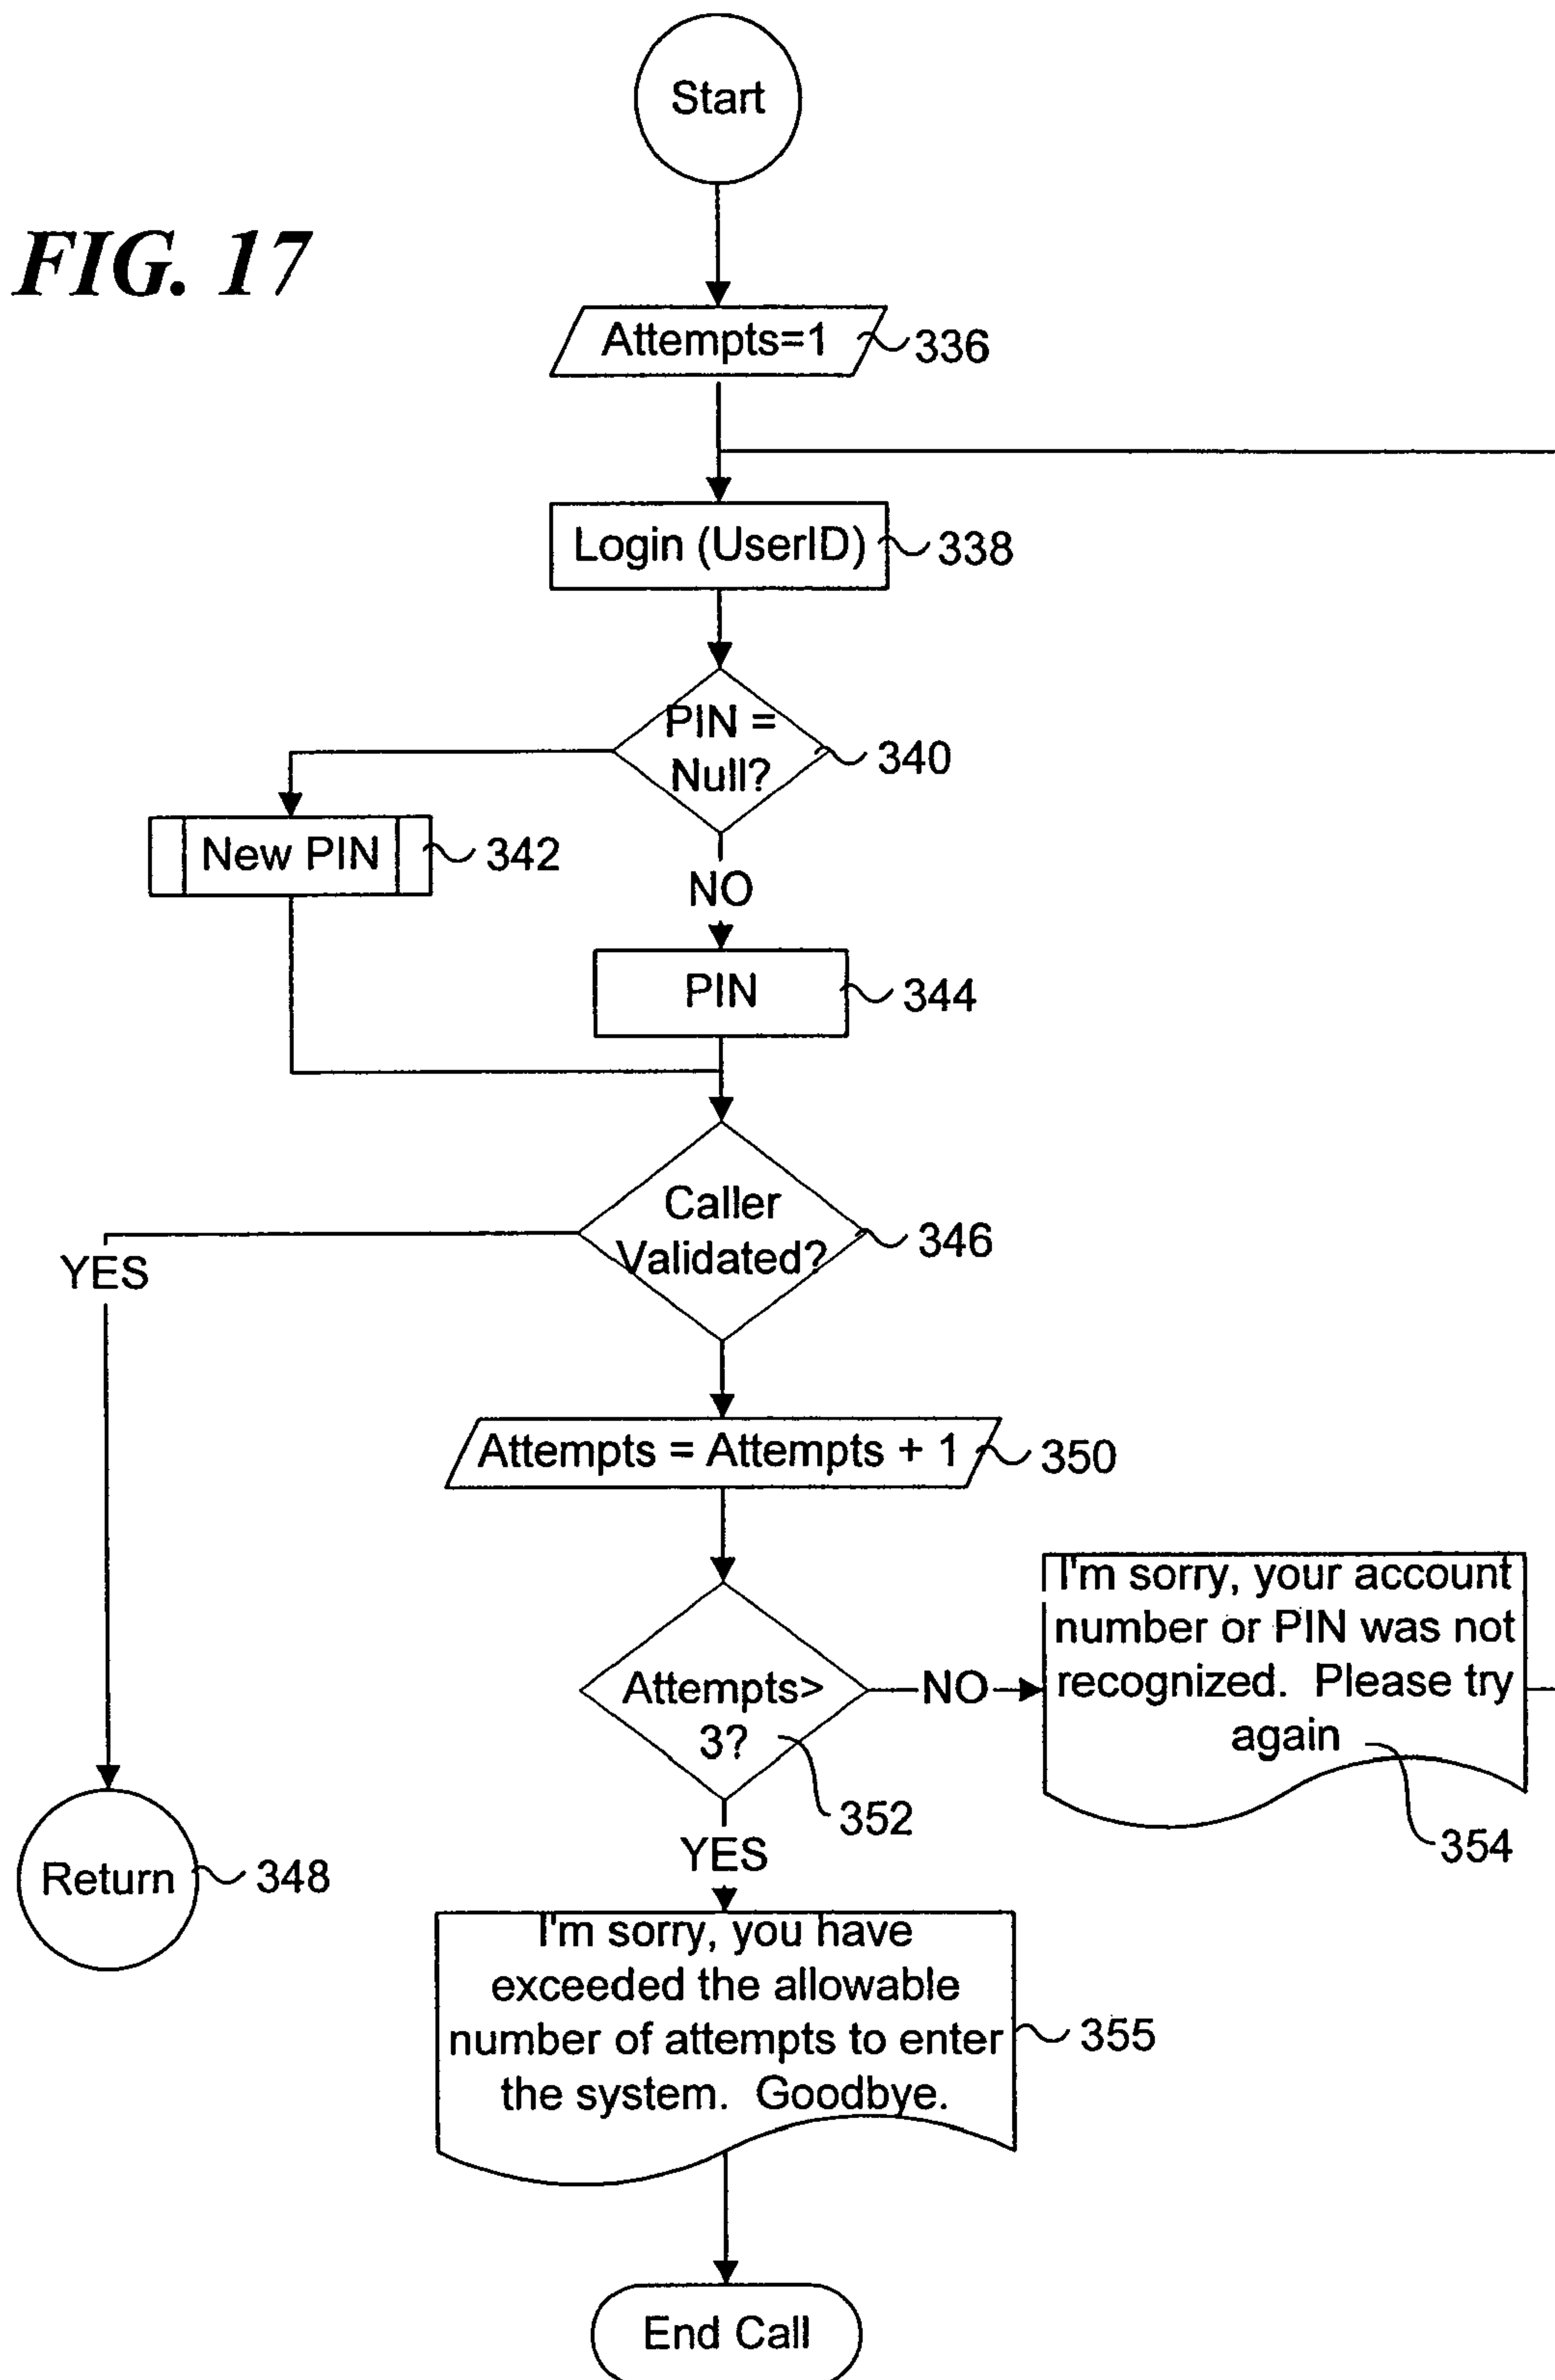 Start
FIG. 17
Attempts=1
336
Login (UserID)
338
PIN =
Null?
340
New PIN
342
NO
PIN
344
Caller
Validated?
346
YES
Attempts = Attempts + 1
350
I'm sorry, your account
number or PIN was not
recognized. Please try
again
354
Attempts>
3?
NO
352
YES
Return
348
I'm sorry, you have
exceeded the allowable
number of attempts to enter
the system. Goodbye.
355
End Call